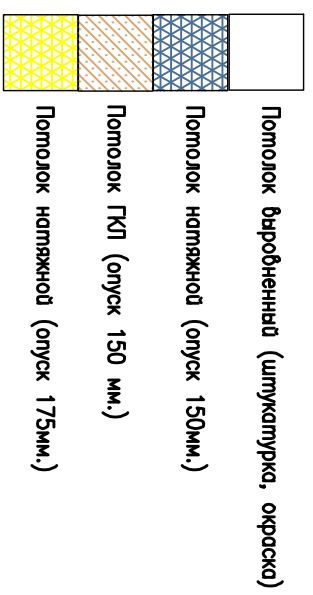 Потолок выровненный (штукатурка, окраска)
Потолок натяжной (опуск 150мм.)
Потолок ГКЛ (опуск 150 мм.)
Потолок натяжной (опуск 175мм.)